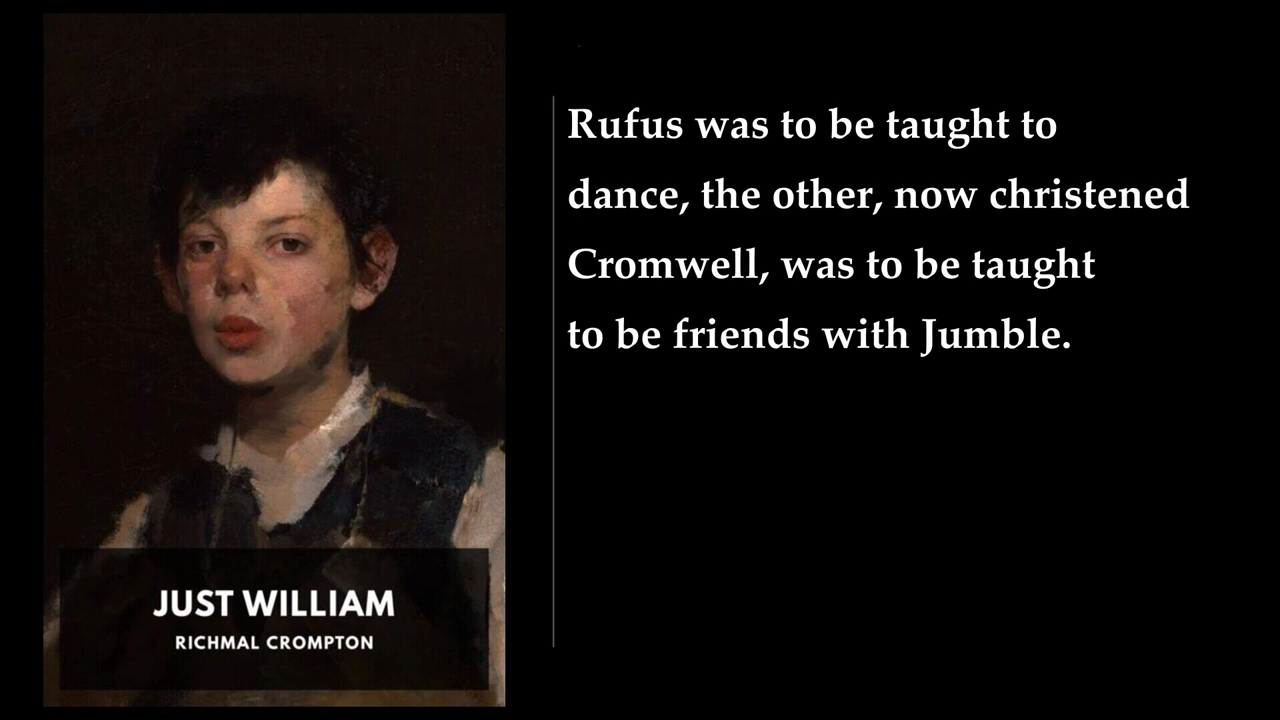 Rufus was to be taught to
dance, the other, now christened
Cromwell, was to be taught
to be friends with Jumble.
JUST WILLIAM
RICHMAL CROMPTON